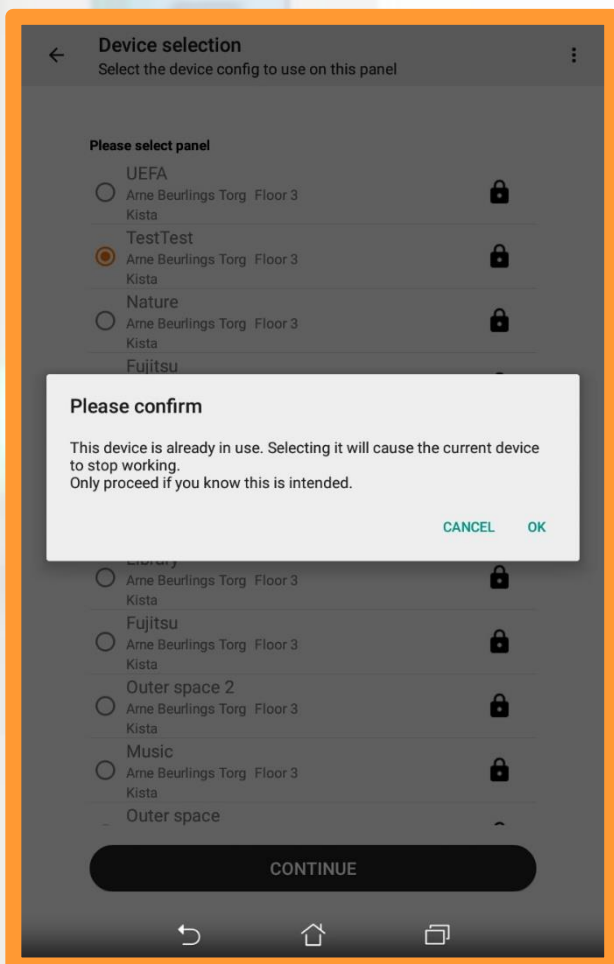 Device selection
Select the device config to use on this panel
Please select panel
UEFA
Arne Beurlings Torg Floor 3
Kista
TestTest
Arne Beurlings Torg Floor 3
Kista
Nature
Arne Beurlings Torg Floor 3
Kista
Fujitsu
Please confirm
This device is already in use. Selecting it will cause the current device
to stop working.
Only proceed if you know this is intended.
CANCEL OK
Library
Arne Beurlings Torg Floor 3
Kista
Fujitsu
Arne Beurlings Torg Floor 3
Kista
Outer space 2
Arne Beurlings Torg Floor 3
Kista
Music
Arne Beurlings Torg Floor 3
Kista
Outer space
CONTINUE